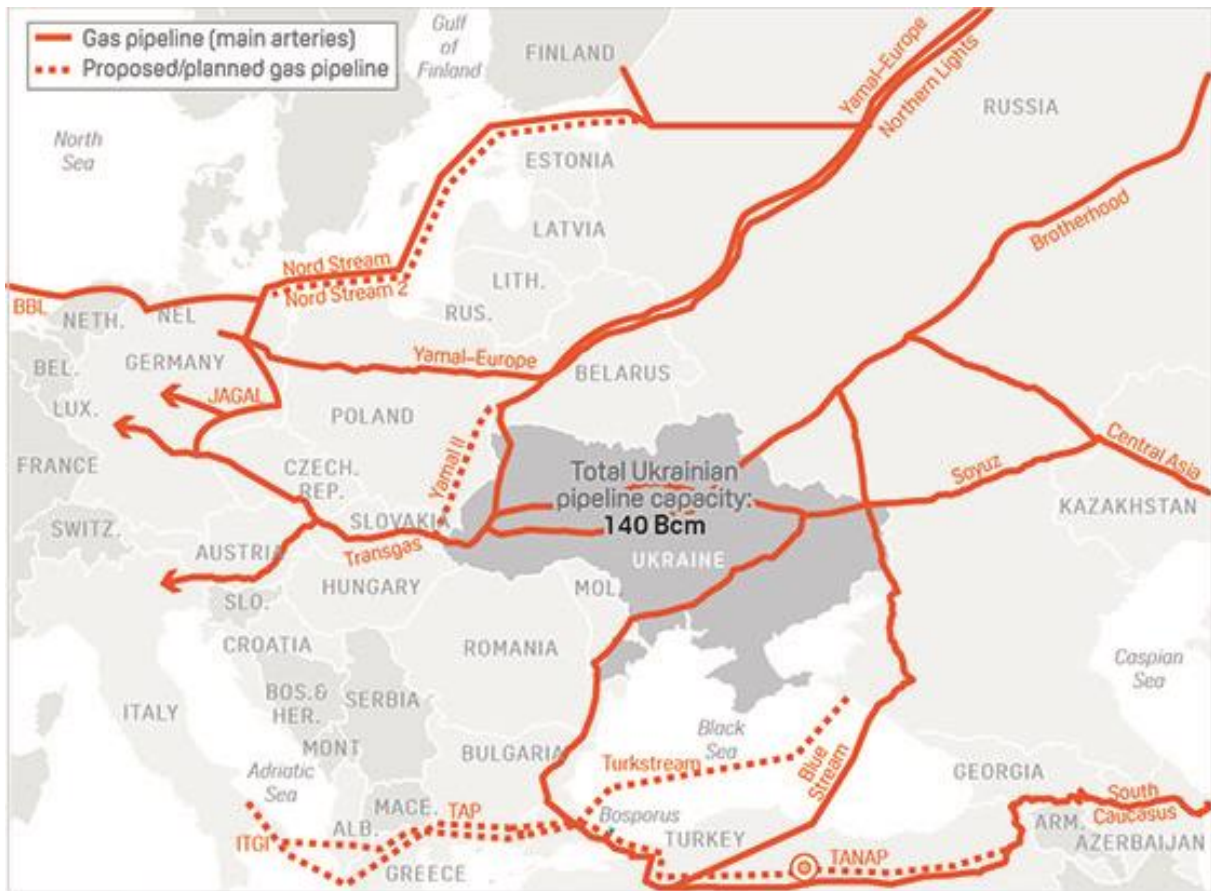 Gas pipeline (main arteries)
Proposed/planned gas pipeline
Gulf
of
Finland
FINLAND
Yamal-Europe
Northern Lights
RUSSIA
North
Sea
ESTONIA
Brotherhood
LATVIA
Nord Stream
Nord Stream 2
LITH.
BBL
NETH.
NEL
RUS.
GERMANY
Yamal-Europe
BELARUS
BEL.
JAGAL
LUX.
POLAND
Yamal II
Central Asia
FRANCE
CZECH.
REP.
Total Ukrainian
pipeline capacity:
140 Bcm
Soyuz
KAZAKHSTAN
SWITZ.
SLOVAKIA
AUSTRIA
Transgas
UKRAINE
HUNGARY
MOL.
SLO.
CROATIA
ROMANIA
Caspian
Sea
BOS.&
HER.
SERBIA
ITALY
MONT
Black
Sea
BULGARIA
Turkstream
Blue
Stream
Adriatic
Sea
GEORGIA
MACE.
TAP
Bosporus
South
Caucasus
ALB.
ITGI
TURKEY
ARM.
AZERBAIJAN
GREECE
TANAP